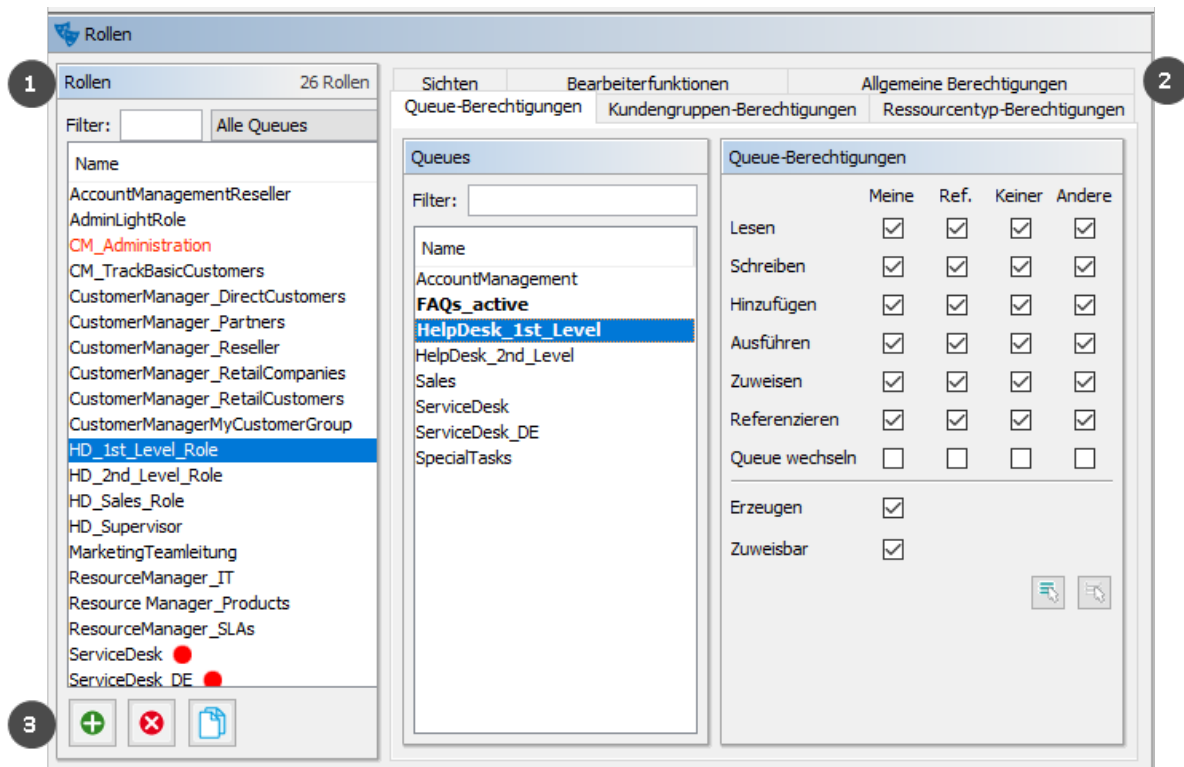 Rollen
1
Rollen 26 Rollen
Filter: Alle Queues
Name
AccountManagementReseller
AdminLightRole
CM_Administration
CM_TrackBasicCustomers
CustomerManager_DirectCustomers
CustomerManager_Partners
CustomerManager_Reseller
CustomerManager_RetailCompanies
CustomerManager_RetailCustomers
CustomerManagerMyCustomerGroup
HD_1st_Level_Role
HD_2nd_Level_Role
HD_Sales_Role
HD_Supervisor
MarketingTeamleitung
ResourceManager_IT
Resource Manager_Products
ResourceManager_SLAs
ServiceDesk
ServiceDesk_DE
3
2
Sichten Bearbeiterfunktionen Allgemeine Berechtigungen
Queue-Berechtigungen Kundengruppen-Berechtigungen Ressourcentyp-Berechtigungen
Queues
Filter:
Name
AccountManagement
FAQs_active
HelpDesk_1st_Level
HelpDesk_2nd_Level
Sales
ServiceDesk
ServiceDesk_DE
SpecialTasks
Queue-Berechtigungen
Meine Ref. Keiner Andere
Lesen
Schreiben
Hinzufügen
Ausführen
Zuweisen
Referenzieren
Queue wechseln
Erzeugen
Zuweisbar